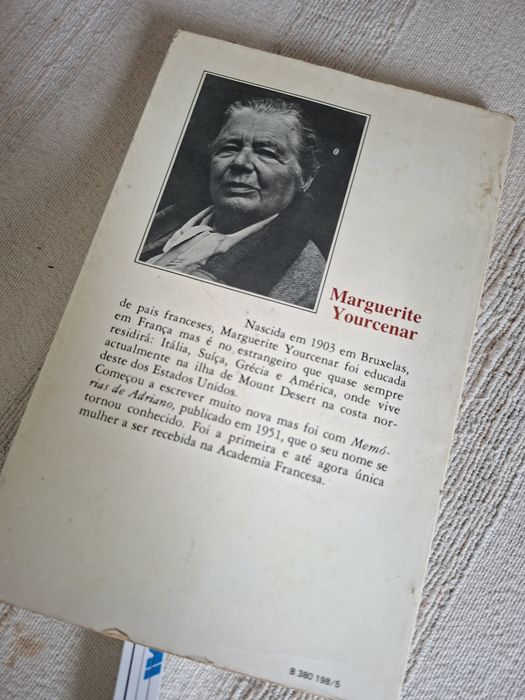 Marguerite
Yourcenar
Nascida em 1903 em Bruxelas,
de pais franceses, Marguerite Yourcenar foi educada
em França mas é no estrangeiro que quase sempre
residirá: Itália, Suíça, Grécia e América, onde vive
actualmente na ilha de Mount Desert na costa nor-
deste dos Estados Unidos.
Começou a escrever muito nova mas foi com Memó-
rias de Adriano, publicado em 1951, que o seu nome se
tornou conhecido. Foi a primeira e até agora única
mulher a ser recebida na Academia Francesa.
B 380 198/5